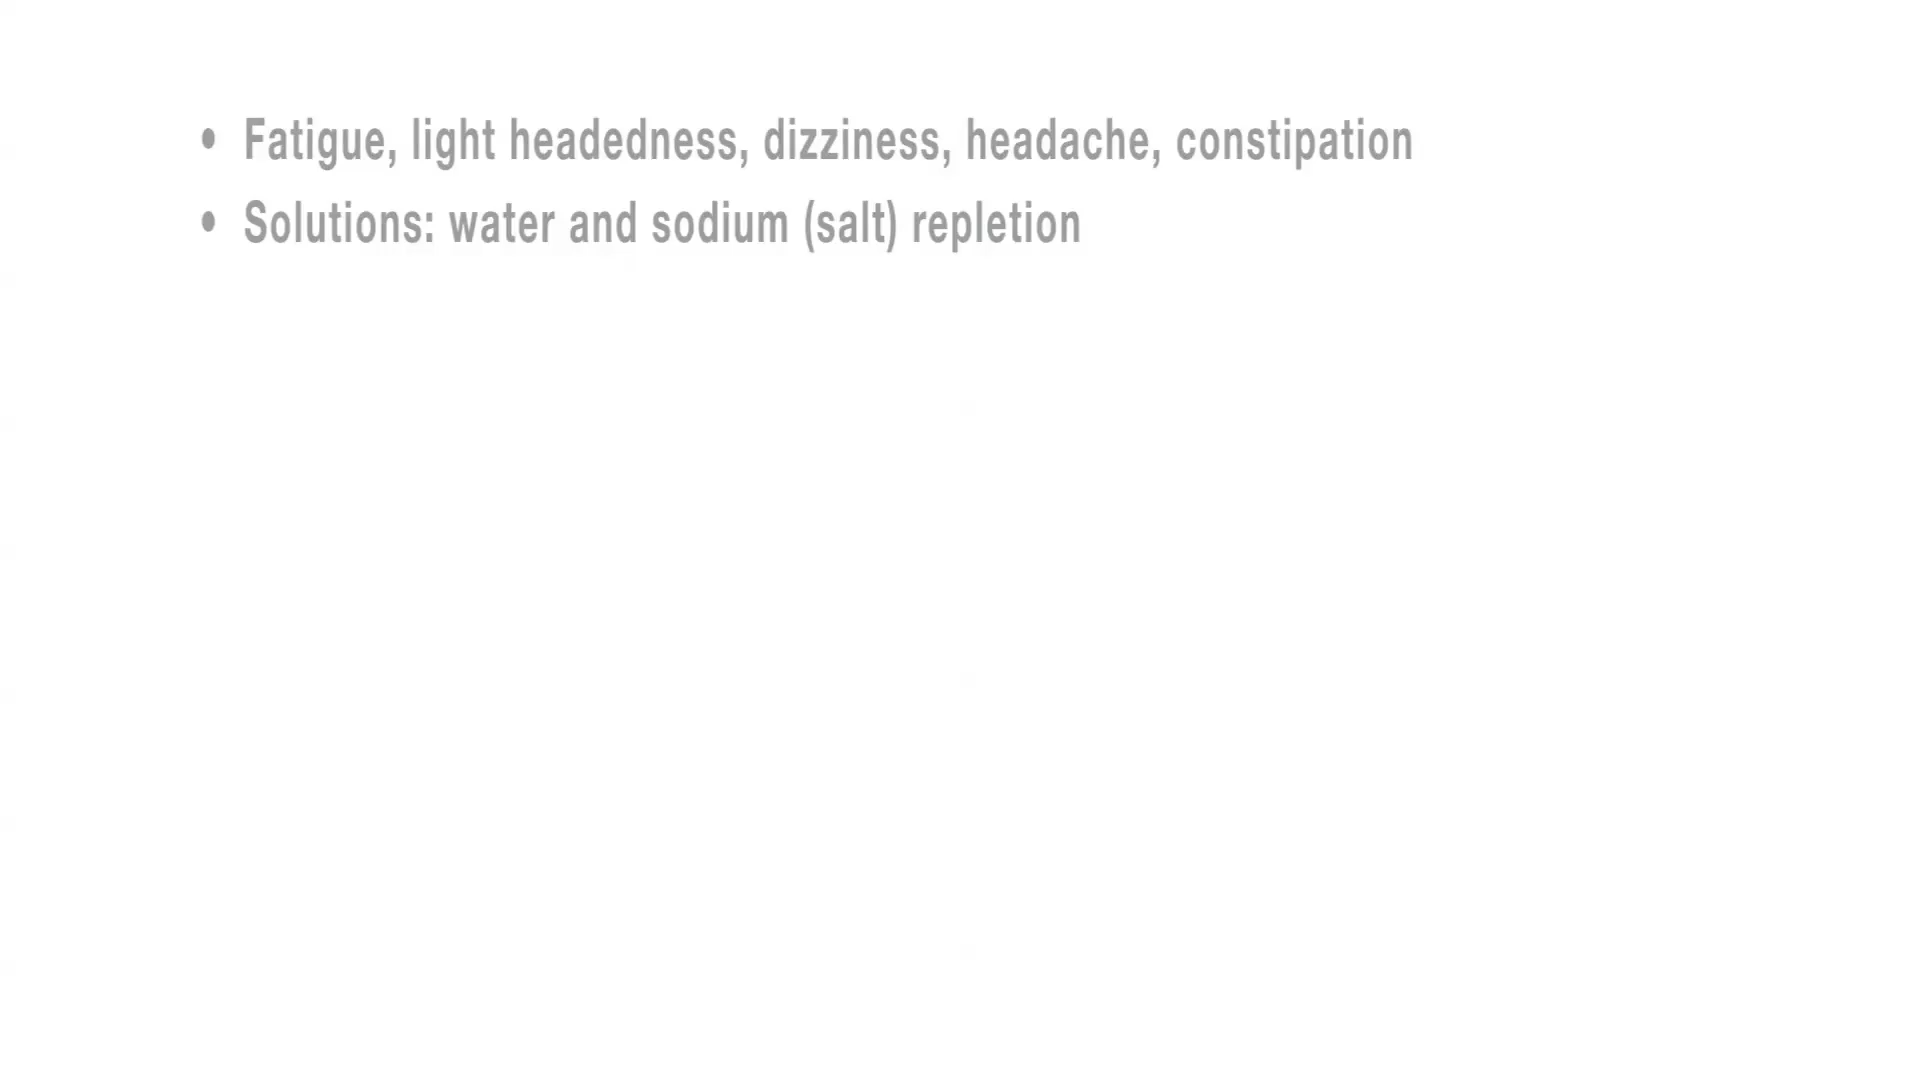 • Fatigue, light headedness, dizziness, headache, constipation
• Solutions: water and sodium (salt) repletion